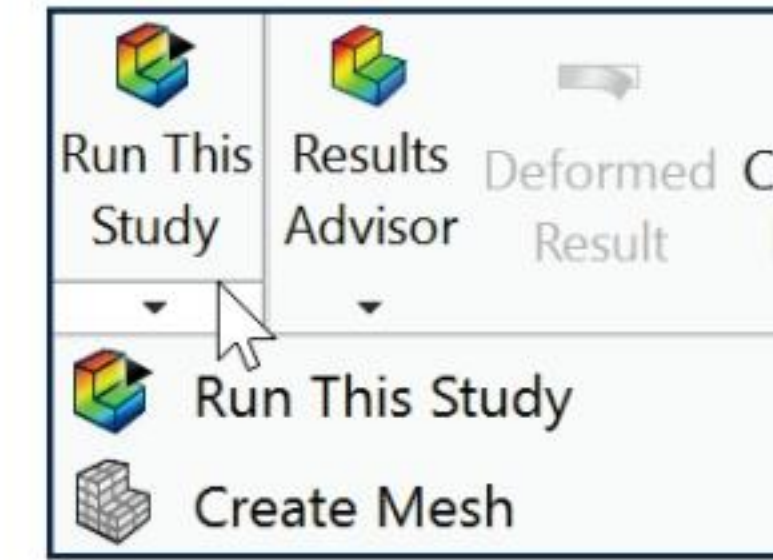 Run This
Study
Results
Advisor
Deformed
Result
Run This Study
Create Mesh